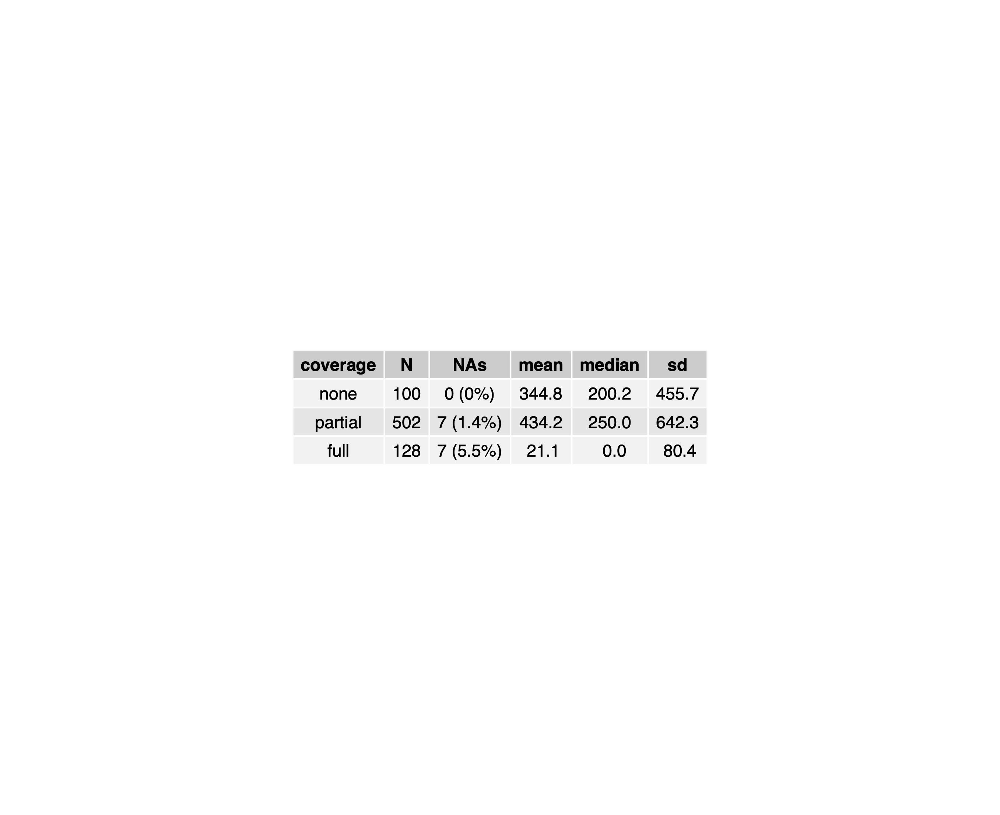 coverage N NAs mean median sd
none 100 0 (0%) 344.8 200.2 455.7
partial 502 7 (1.4%) 434.2 250.0 642.3
full 128 7 (5.5%) 21.1 0.0 80.4